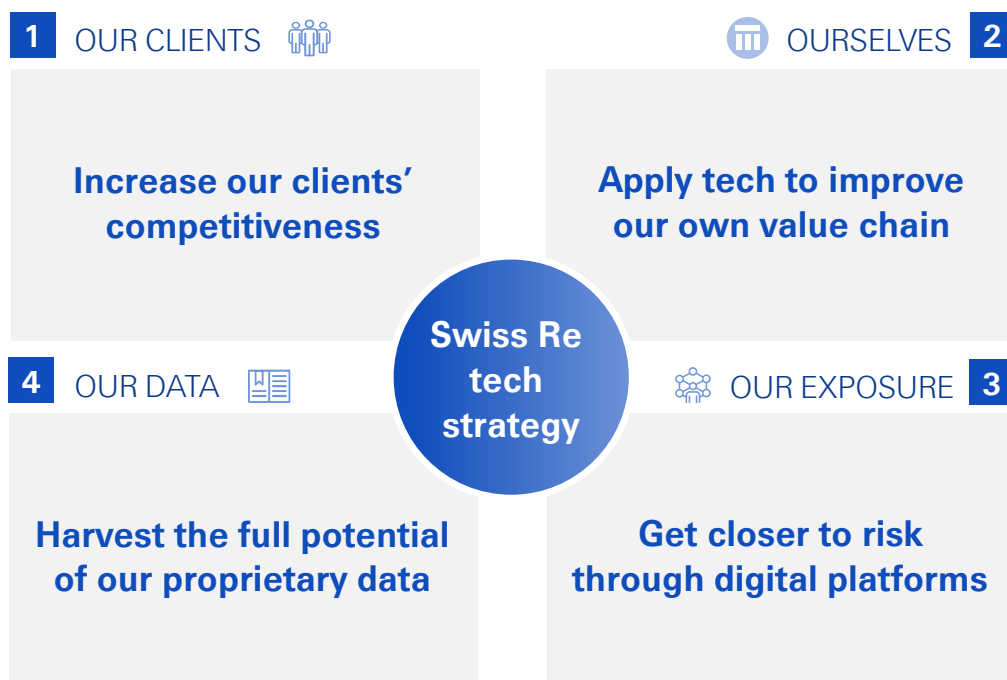 1 OUR CLIENTS
OURSELVES 2
Increase our clients’
competitiveness
Apply tech to improve
our own value chain
Swiss Re
tech
strategy
4 OUR DATA
OUR EXPOSURE 3
Harvest the full potential
of our proprietary data
Get closer to risk
through digital platforms